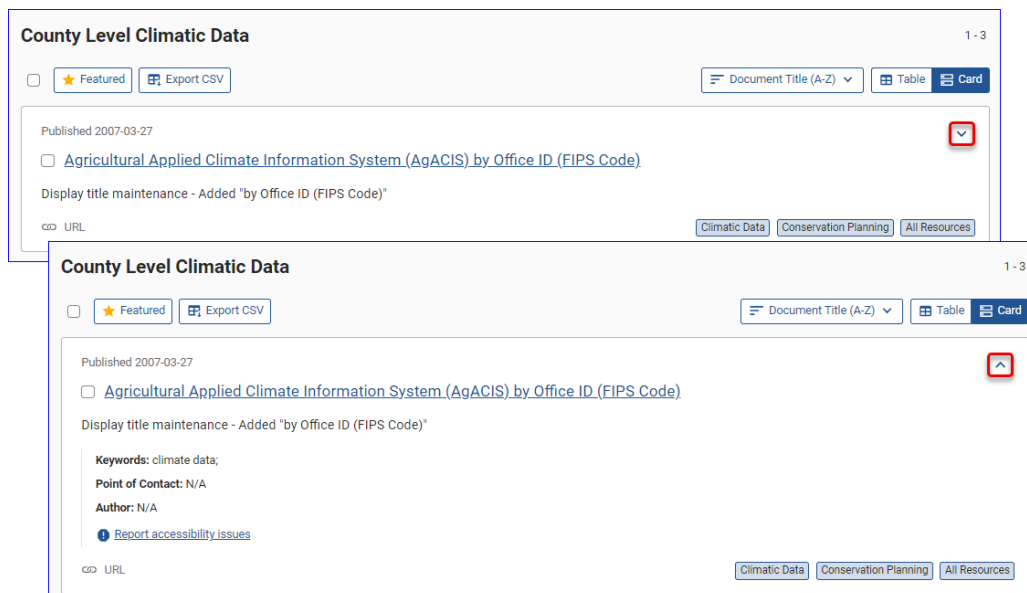 County Level Climatic Data
1 - 3
Featured Export CSV Document Title (A-Z) Table Card
Published 2007-03-27
Agricultural Applied Climate Information System (AgACIS) by Office ID (FIPS Code)
Display title maintenance - Added "by Office ID (FIPS Code)"
URL Climatic Data Conservation Planning All Resources
County Level Climatic Data
1 - 3
Featured Export CSV Document Title (A-Z) Table Card
Published 2007-03-27
Agricultural Applied Climate Information System (AgACIS) by Office ID (FIPS Code)
Display title maintenance - Added "by Office ID (FIPS Code)"
Keywords: climate data;
Point of Contact: N/A
Author: N/A
Report accessibility issues
URL Climatic Data Conservation Planning All Resources